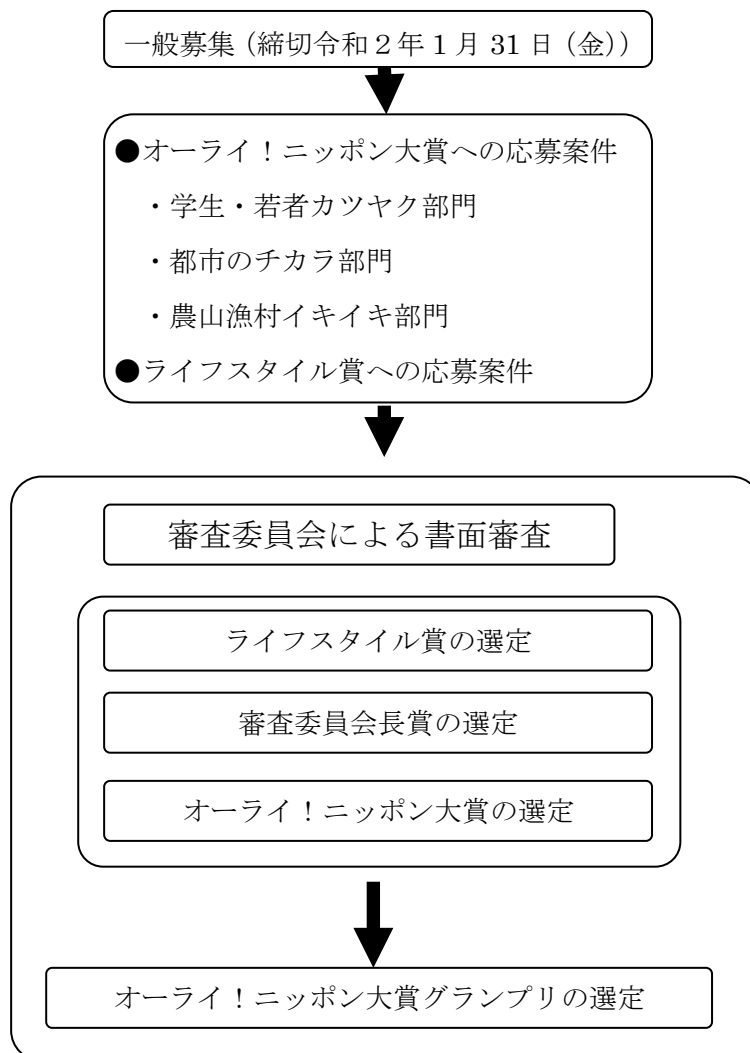 一般募集（締切令和２年１月 31 日（金））
●オーライ！ニッポン大賞への応募案件
・学生・若者カツヤク部門
・都市のチカラ部門
・農山漁村イキイキ部門
●ライフスタイル賞への応募案件
審査委員会による書面審査
ライフスタイル賞の選定
審査委員会長賞の選定
オーライ！ニッポン大賞の選定
オーライ！ニッポン大賞グランプリの選定